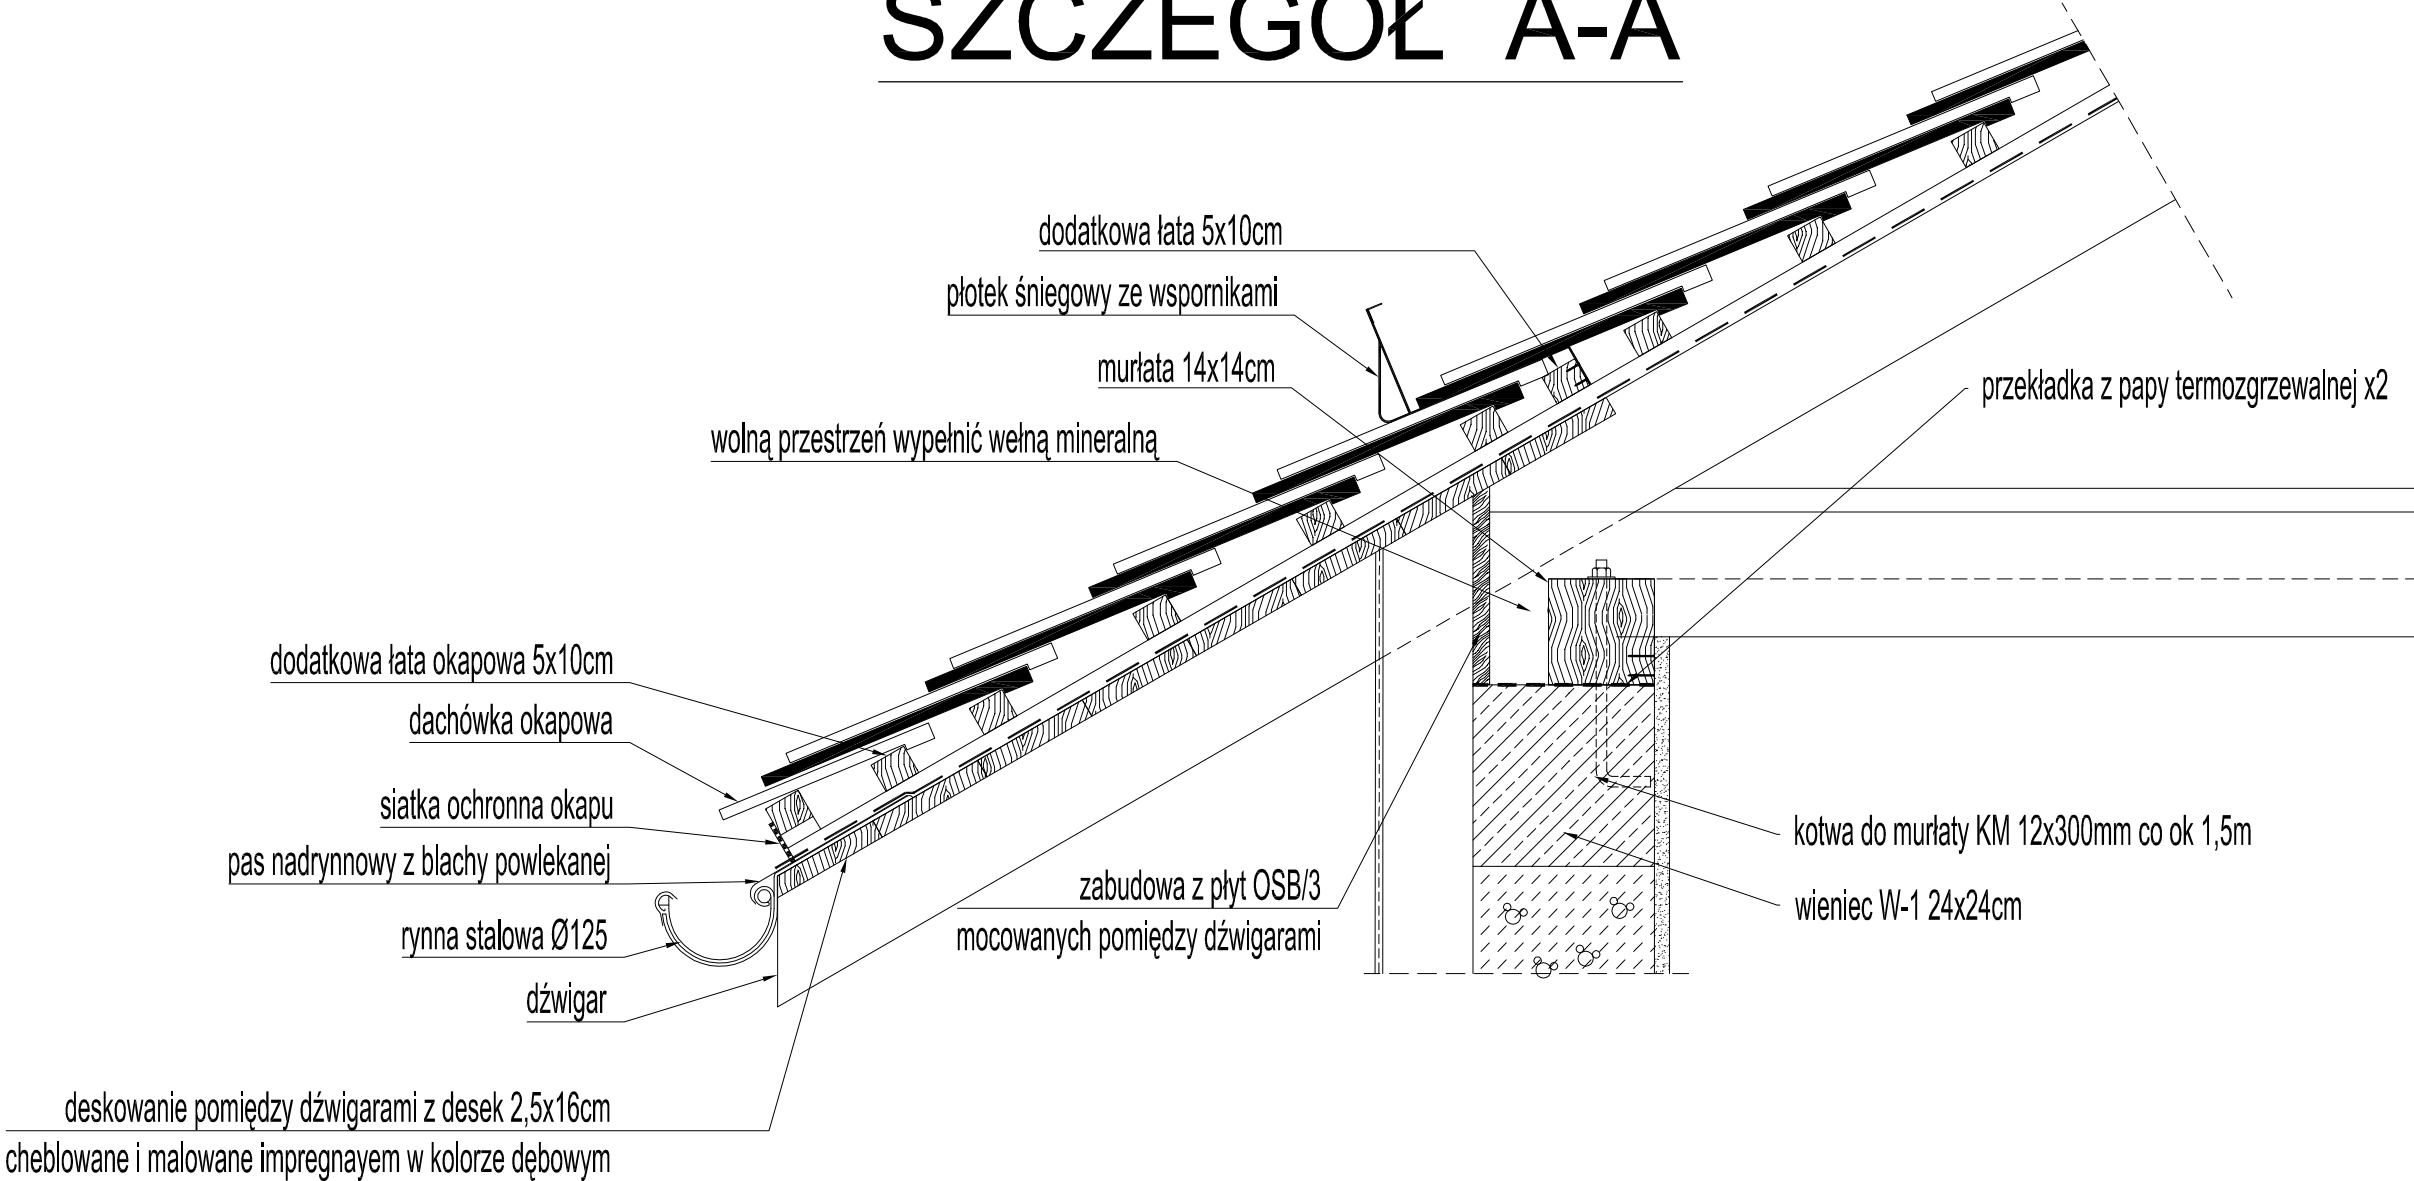 SZCZEGÓŁ A-A
dodatkowa łata 5x10cm
płotek śniegowy ze wspornikami
murłata 14x14cm
przekładka z papy termozgrzewalnej x2
wolną przestrzeń wypełnić wełną mineralną
dodatkowa łata okapowa 5x10cm
dachówka okapowa
siatka ochronna okapu
pas nadrynnowy z blachy powlekanej
rynna stalowa Ø125
dźwigar
kotwa do murłaty KM 12x300mm co ok 1,5m
wieniec W-1 24x24cm
zabudowa z płyt OSB/3
mocowanych pomiędzy dźwigarami
deskowanie pomiędzy dźwigarami z desek 2,5x16cm
cheblowane i malowane impregnayem w kolorze dębowym